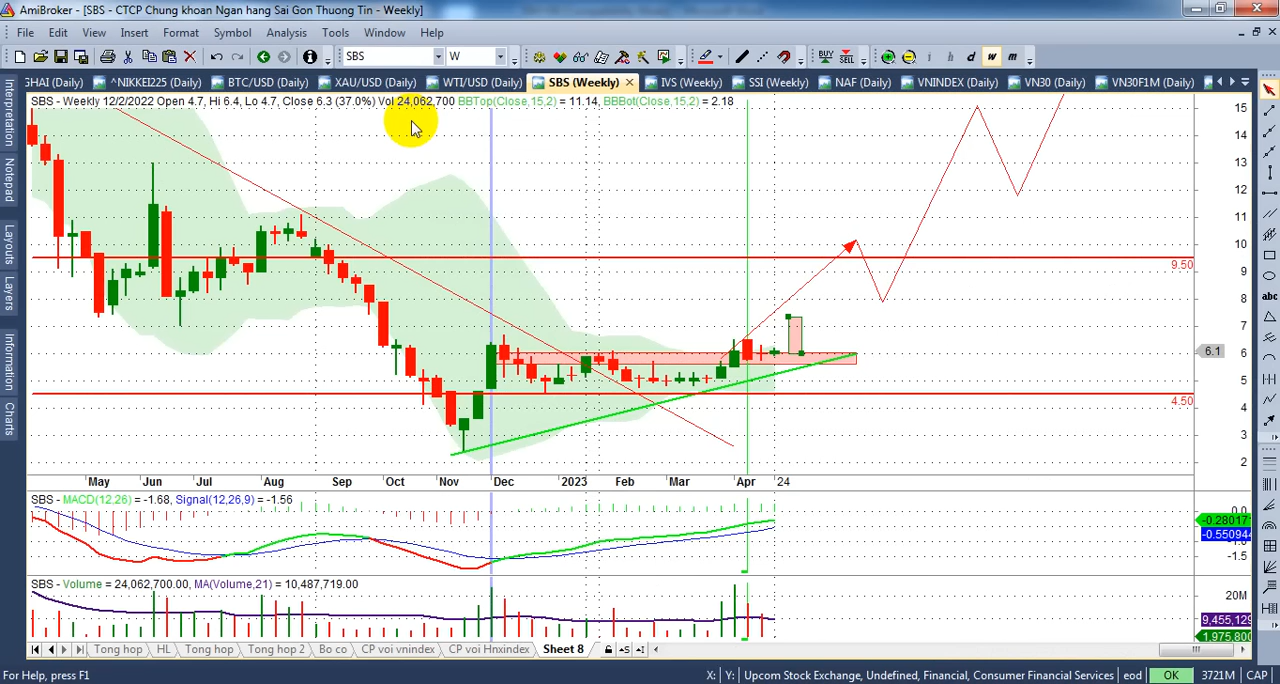 AmiBroker - [SBS - CTCP Chung khoan Ngan hang Sai Gon Thuong Tin - Weekly]
File Edit View Insert Format Symbol Analysis Tools Window Help
SBS W BUY SELL i h d w m
HAI (Daily) ^NIKKEI225 (Daily) BTC/USD (Daily) XAU/USD (Daily) WTI/USD (Daily) SBS (Weekly) IVS (Weekly) SSI (Weekly) NAF (Daily) VNINDEX (Daily) VN30 (Daily) VN30F1M (Daily)
SBS - Weekly 12/2/2022 Open 4.7, Hi 6.4, Lo 4.7, Close 6.3 (37.0%) Vol 24,062,700 BBTop(Close,15,2) = 11.14, BBBot(Close,15,2) = 2.18
Interpretation
Notepad
Layouts
Layers
Information
Charts
abc
15
14
13
12
11
10
9.50
9
8
7
6.1
6
5
4.50
4
3
2
May Jun Jul Aug Sep Oct Nov Dec 2023 Feb Mar Apr 24
SBS - MACD(12,26) = -1.68, Signal(12,26,9) = -1.56
0.0
-0.28017
-0.550944
-1.0
-1.5
SBS - Volume = 24,062,700.00, MA(Volume,21) = 10,487,719.00
20M
9,455,129
1,975,800
Tong hop HL Tong hop Tong hop 2 Bo co CP voi vnindex CP voi Hnxindex Sheet 8
For Help, press F1 X: Y: Upcom Stock Exchange, Undefined, Financial, Consumer Financial Services eod OK 3721M CAP